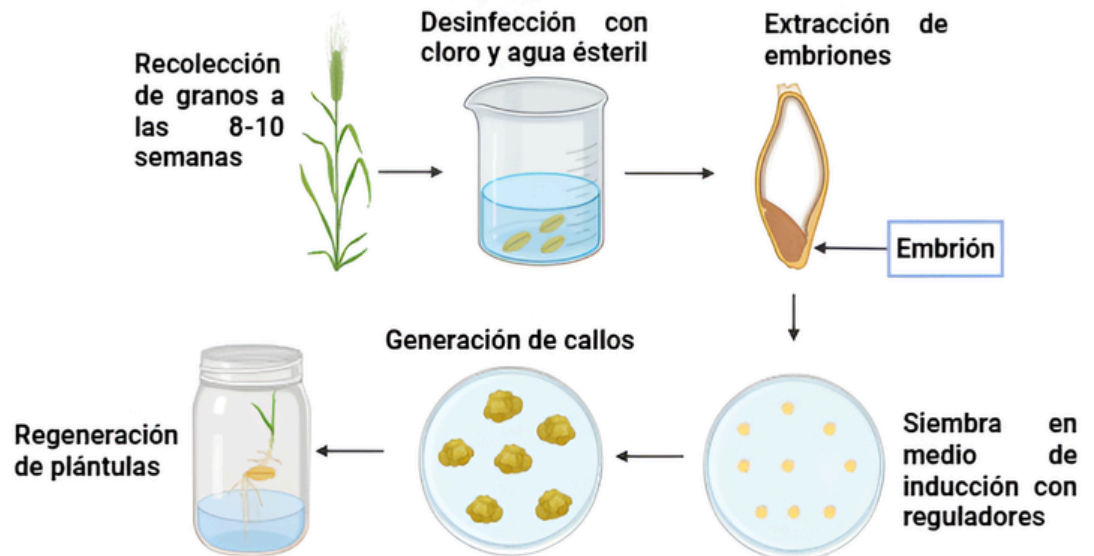 Recolección
de granos a
las 8-10
semanas
Desinfección con
cloro y agua ésteril
Extracción de
embriones
Embrión
Siembra en
medio de
inducción con
reguladores
Generación de callos
Regeneración
de plántulas